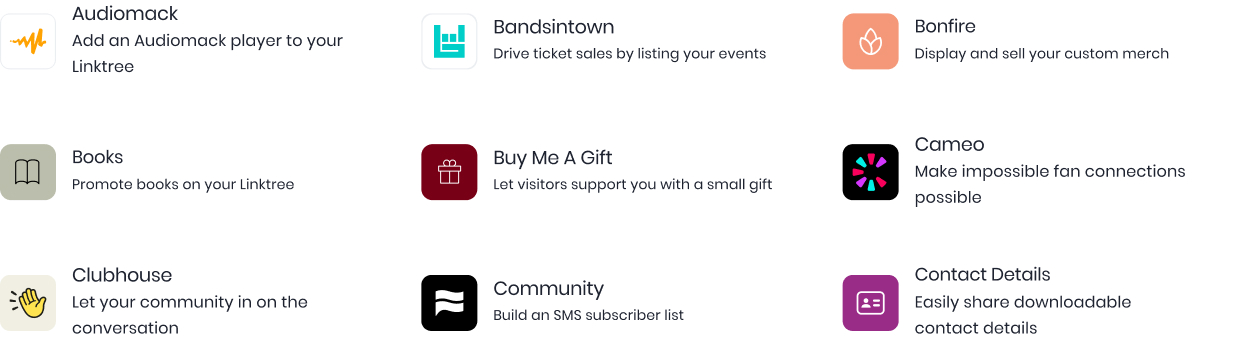 Audiomack
Add an Audiomack player to your
Linktree
Bandsintown
Drive ticket sales by listing your events
Bonfire
Display and sell your custom merch
Books
Promote books on your Linktree
Buy Me A Gift
Let visitors support you with a small gift
Cameo
Make impossible fan connections
possible
Clubhouse
Let your community in on the
conversation
Community
Build an SMS subscriber list
Contact Details
Easily share downloadable
contact details